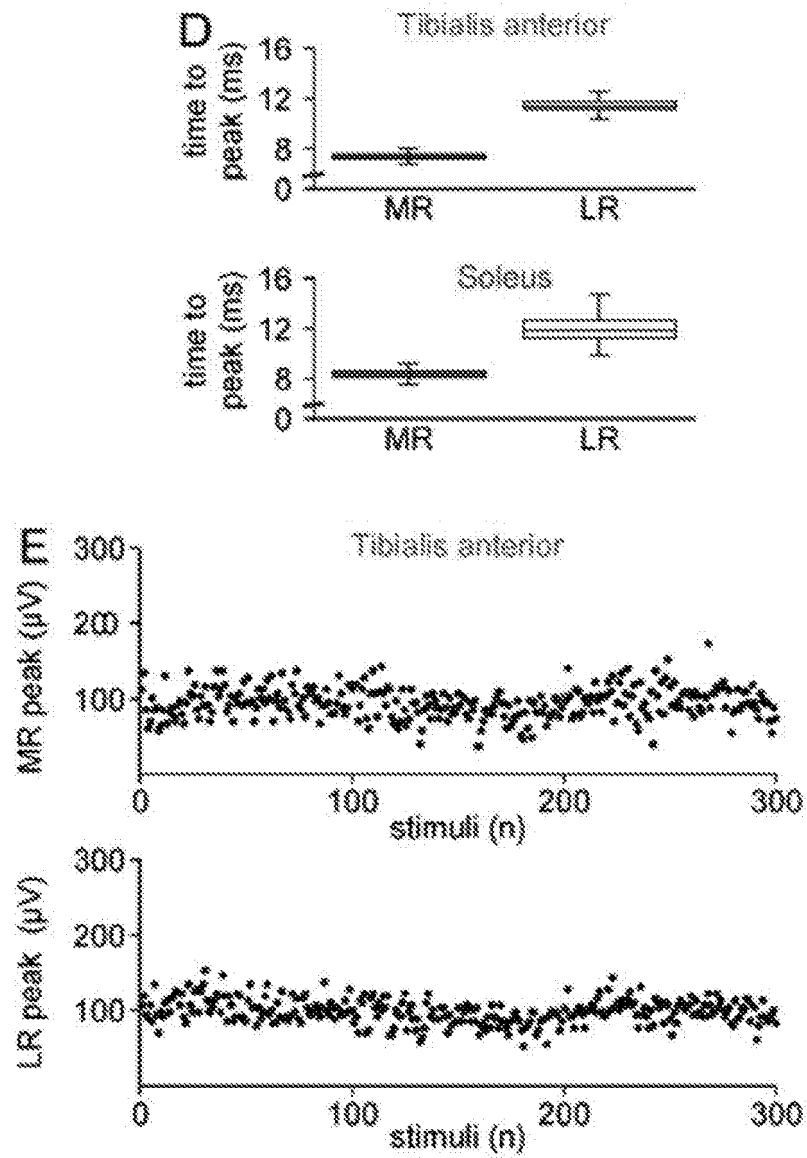 D
Tibialis anterior
time to
peak (ms)
16
12
8
0
MR
LR
Soleus
time to
peak (ms)
16
12
8
0
MR
LR
E
Tibialis anterior
MR peak (µV)
300
200
100
0
100
200
300
stimuli (n)
LR peak (µV)
300
200
100
0
100
200
300
stimuli (n)